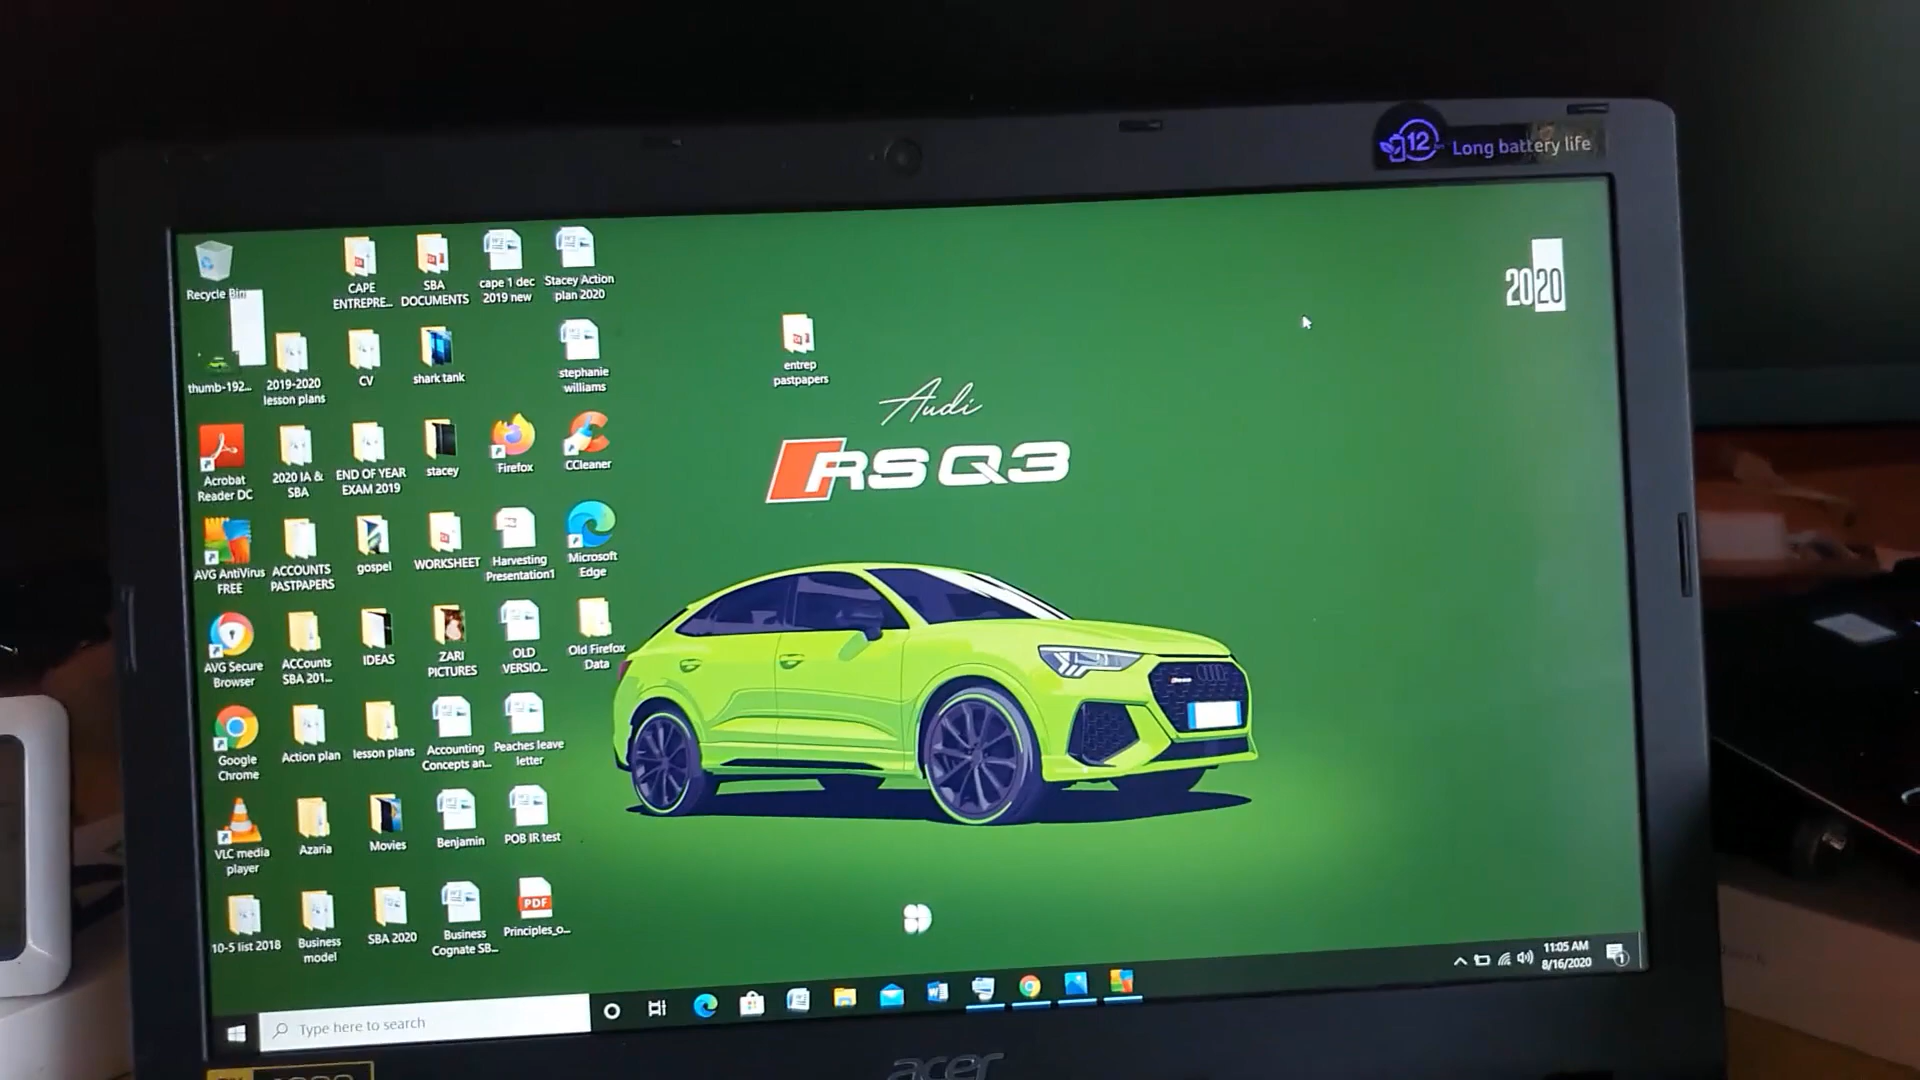 12
Long battery life
Recycle Bin
CAPE
ENTREPRE...
SBA
DOCUMENTS
cape 1 dec
2019 new
Stacey Action
plan 2020
2020
thumb-192...
2019-2020
lesson plans
CV
shark tank
stephanie
williams
entrep
pastpapers
Audi
RS Q3
Acrobat
Reader DC
2020 IA &
SBA
END OF YEAR
EXAM 2019
stacey
Firefox
CCleaner
AVG AntiVirus
FREE
ACCOUNTS
PASTPAPERS
gospel
WORKSHEET
Harvesting
Presentation1
Microsoft
Edge
AVG Secure
Browser
ACCounts
SBA 201...
IDEAS
ZARI
PICTURES
OLD
VERSIO...
Old Firefox
Data
Google
Chrome
Action plan
lesson plans
Accounting
Concepts an...
Peaches leave
letter
VLC media
player
Azaria
Movies
Benjamin
POB IR test
10-5 list 2018
Business
model
SBA 2020
Business
Cognate SB...
PDF
Principles_o...
Type here to search
11:05 AM
8/16/2020
1
acer